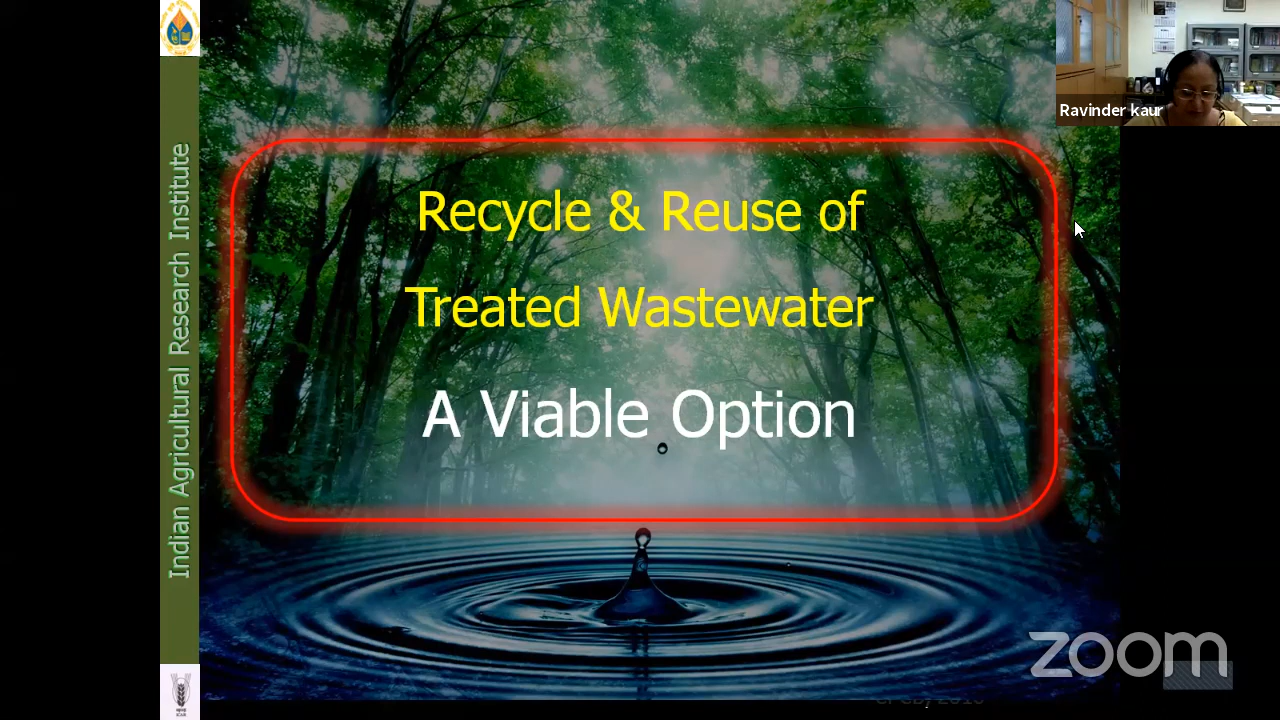 Indian Agricultural Research Institute
Ravinder kaur
Recycle & Reuse of
Treated Wastewater
A Viable Option
zoom